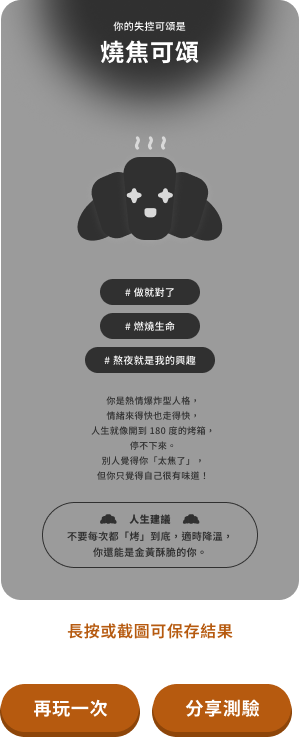 你的失控可頌是
燒焦可頌
# 做就對了
# 燃燒生命
# 熬夜就是我的興趣
你是熱情爆炸型人格，
情緒來得快也走得快，
人生就像開到 180 度的烤箱，
停不下來。
別人覺得你「太焦了」，
但你只覺得自己很有味道！
人生建議
不要每次都「烤」到底，適時降溫，
你還能是金黃酥脆的你。
長按或截圖可保存結果
再玩一次
分享測驗